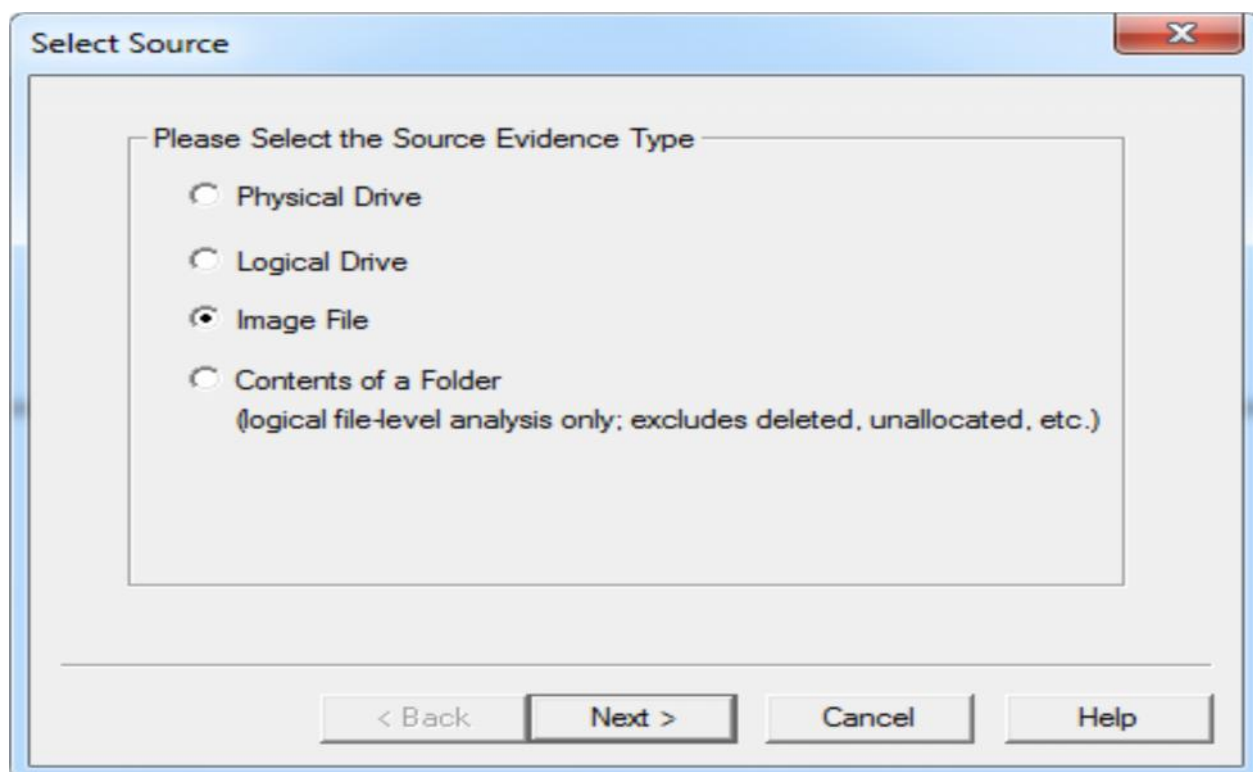 Select Source
Please Select the Source Evidence Type
Physical Drive
Logical Drive
Image File
Contents of a Folder
(logical file-level analysis only; excludes deleted, unallocated, etc.)
< Back Next > Cancel Help